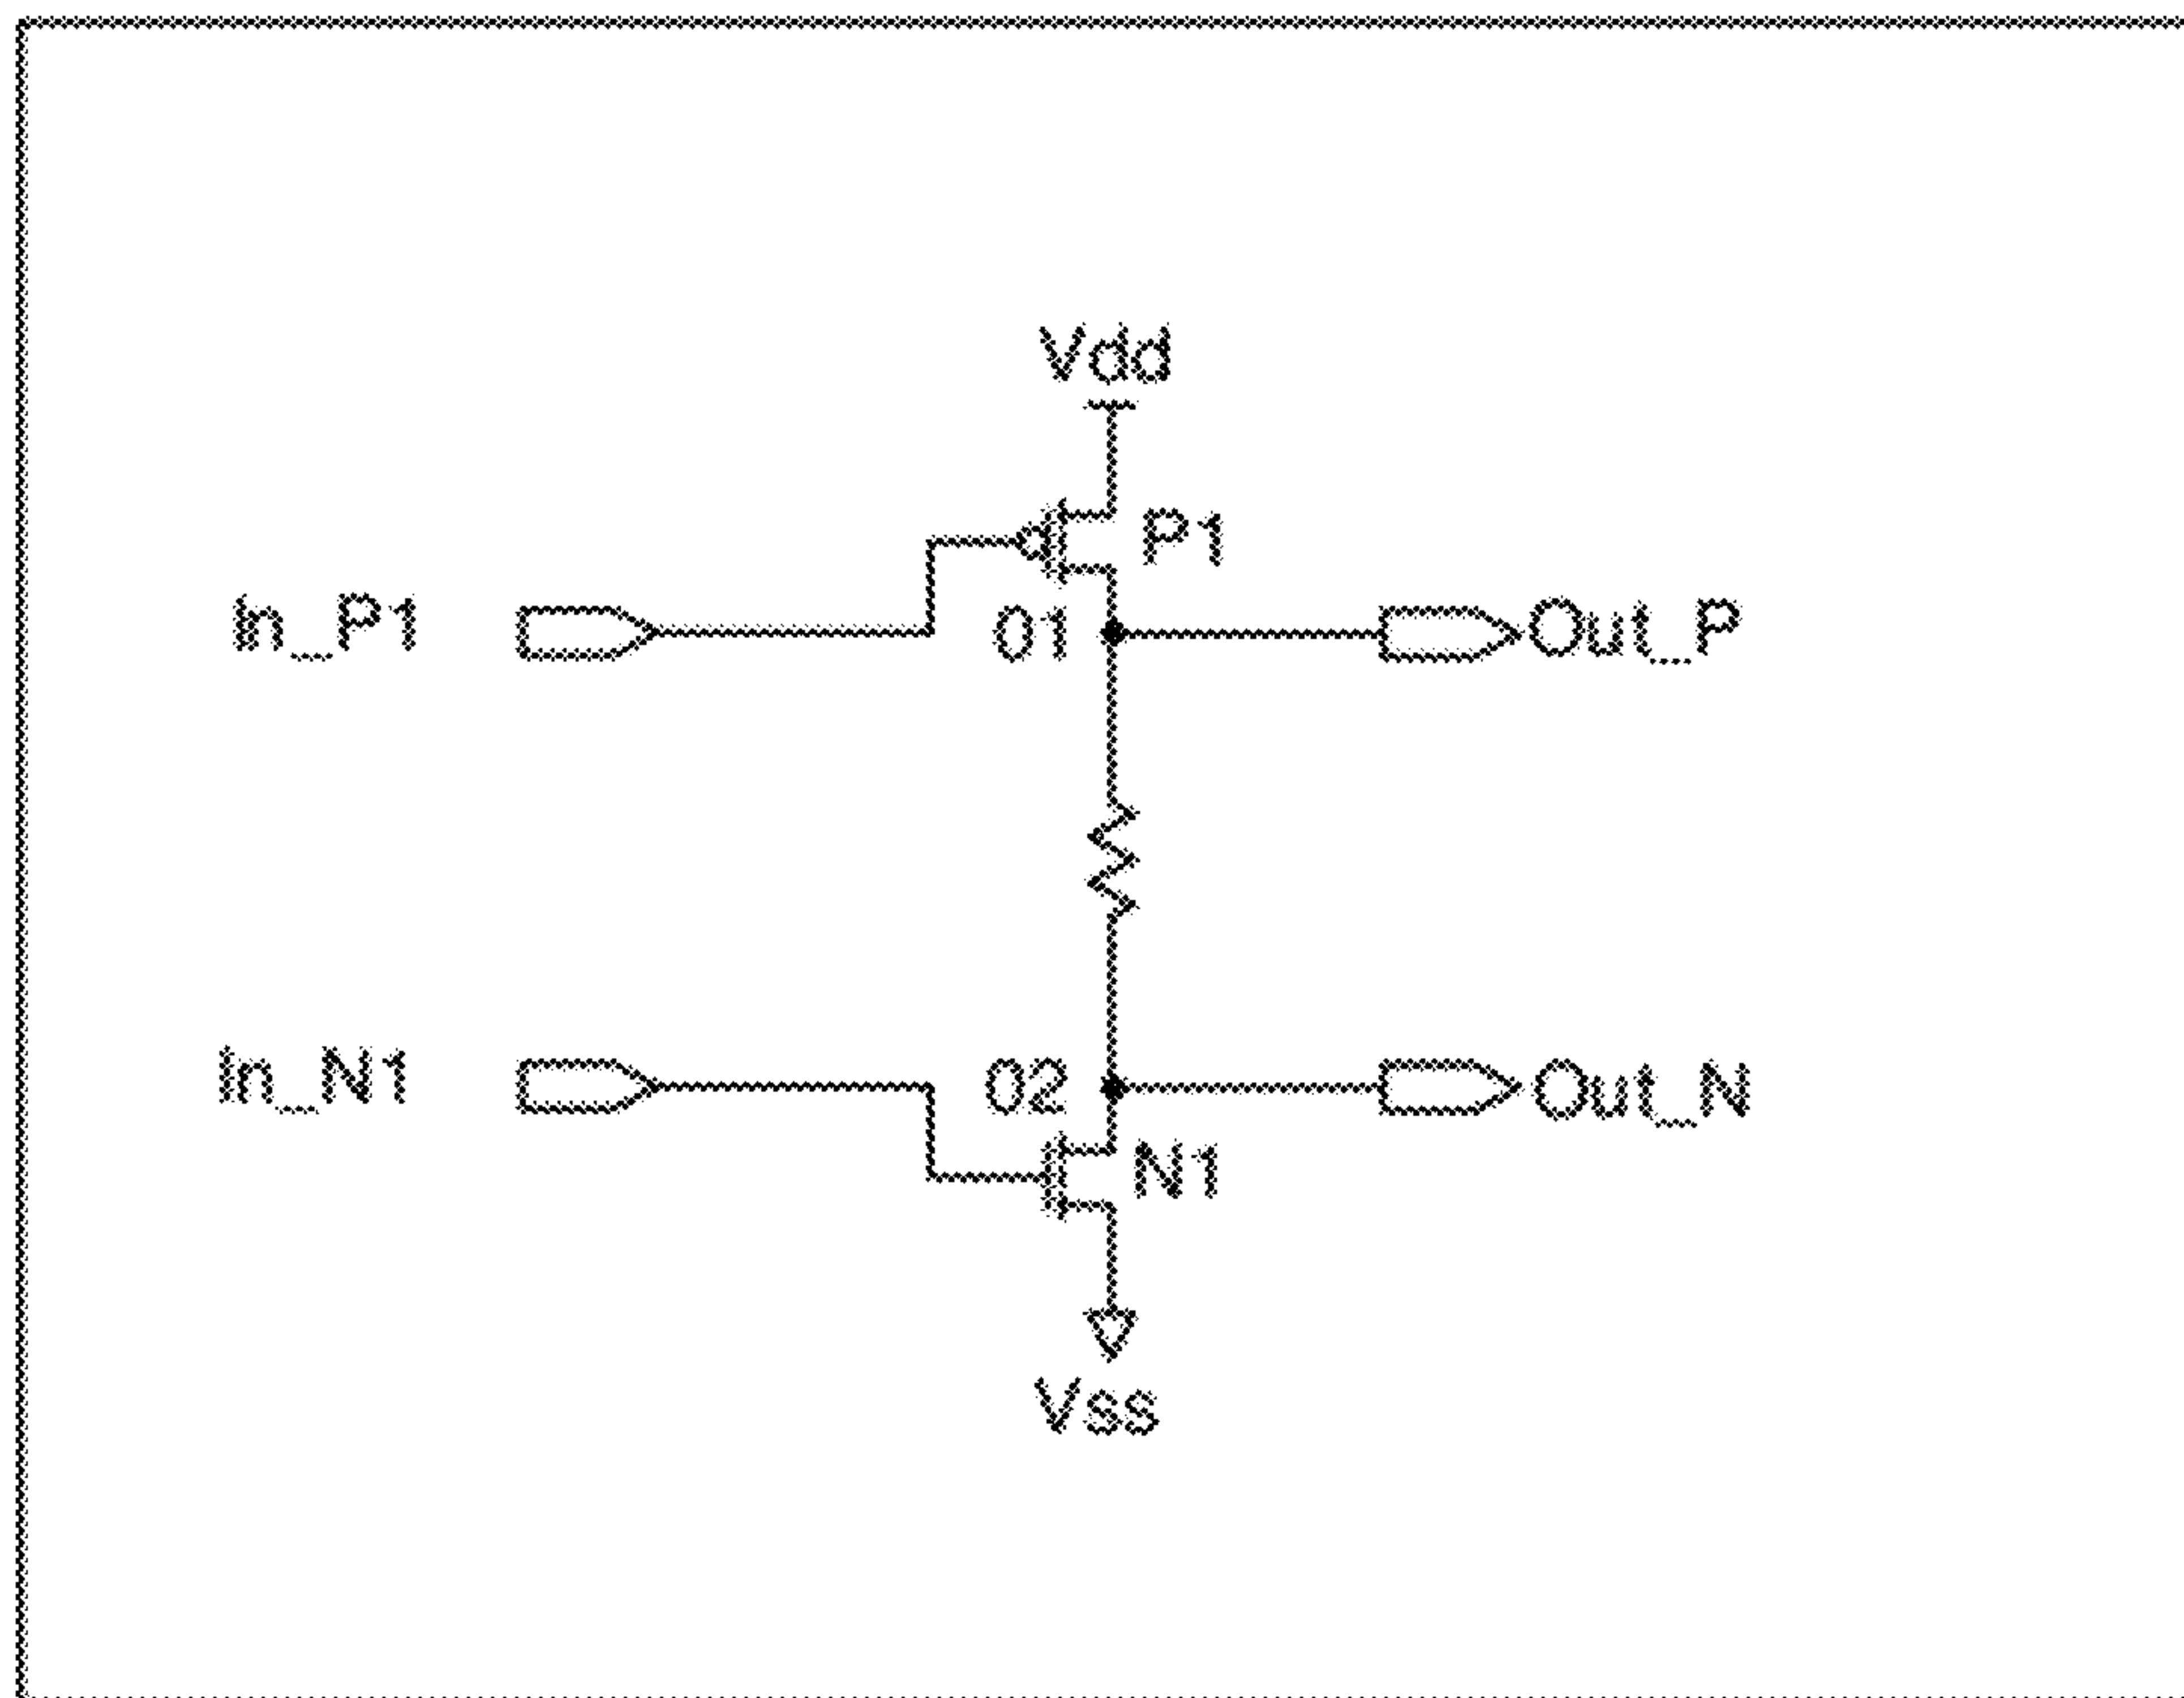 Vdd
P1
In_P1
01
Out_P
In_N1
02
Out_N
N1
Vss